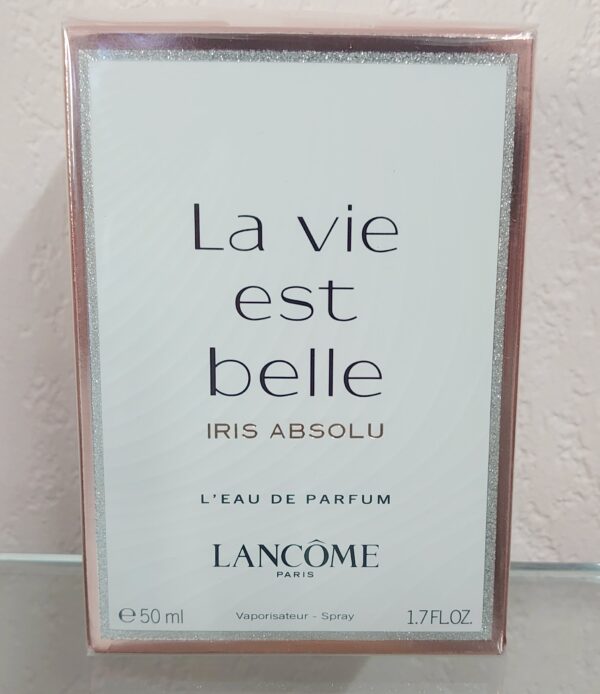 La vie
est
belle
IRIS ABSOLU
L'EAU DE PARFUM
LANCÔME
PARIS
℮50 ml Vaporisateur - Spray 1.7FL.OZ.